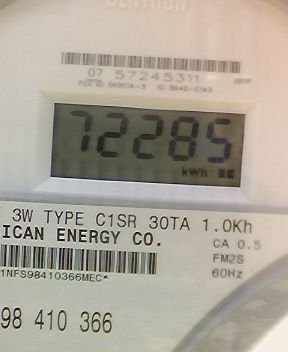 07 57245311
72285
kWh
3W TYPE C1SR 30TA 1.0Kh
ICAN ENERGY CO.
CA 0.5
FM2S
1NFS98410366MEC*
60Hz
98 410 366